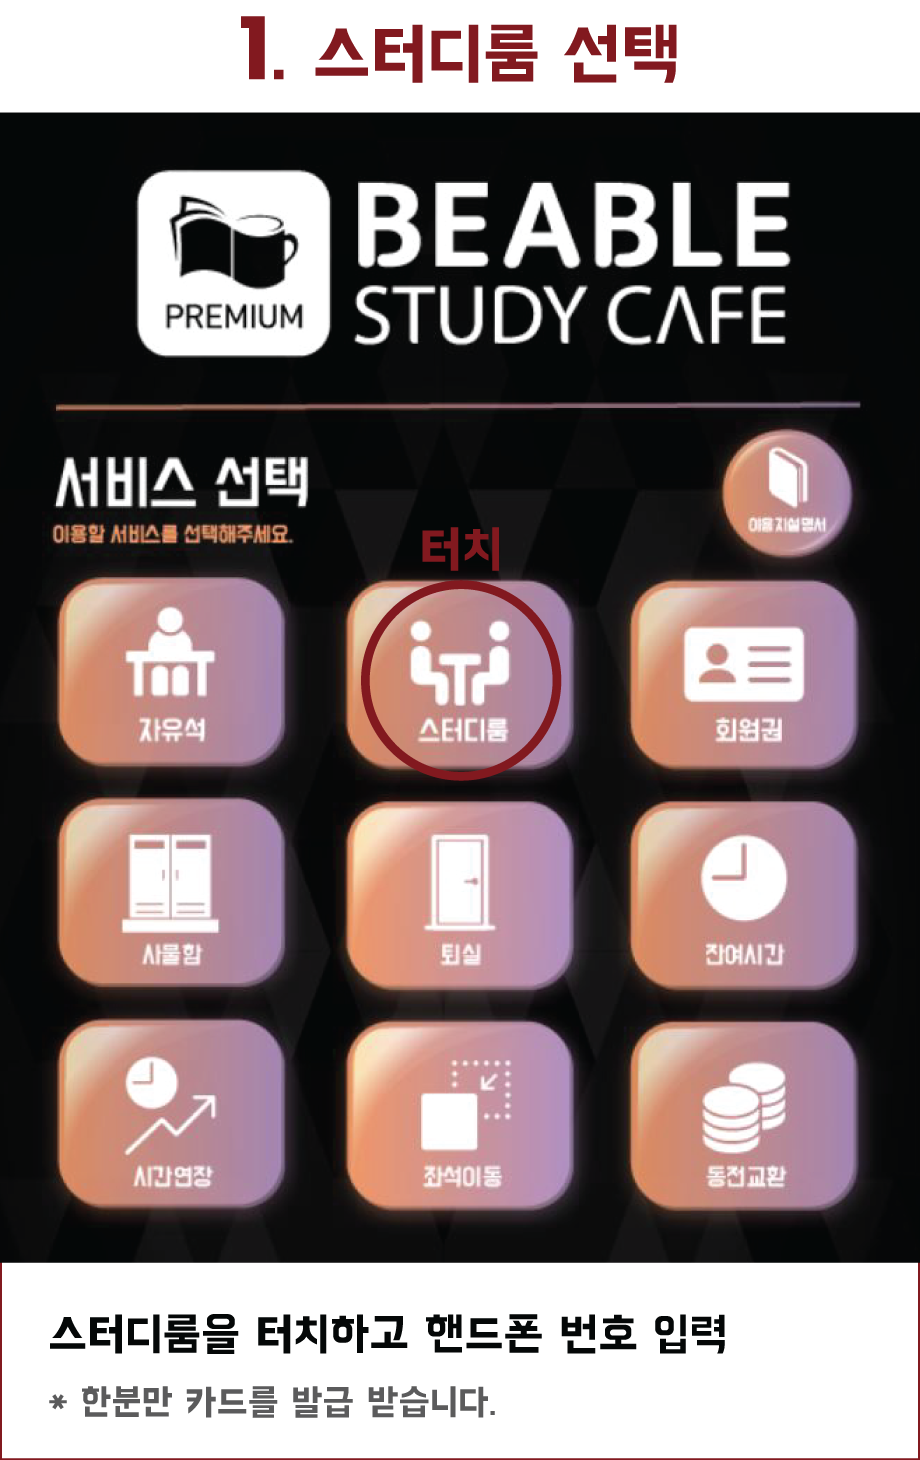 1. 스터디룸 선택
PREMIUM
BEABLE
STUDY CAFE
서비스 선택
이용할 서비스를 선택해주세요.
이용자설명서
터치
자유석
스터디룸
회원권
사물함
퇴실
잔여시간
시간연장
좌석이동
동전교환
스터디룸을 터치하고 핸드폰 번호 입력
* 한분만 카드를 발급 받습니다.